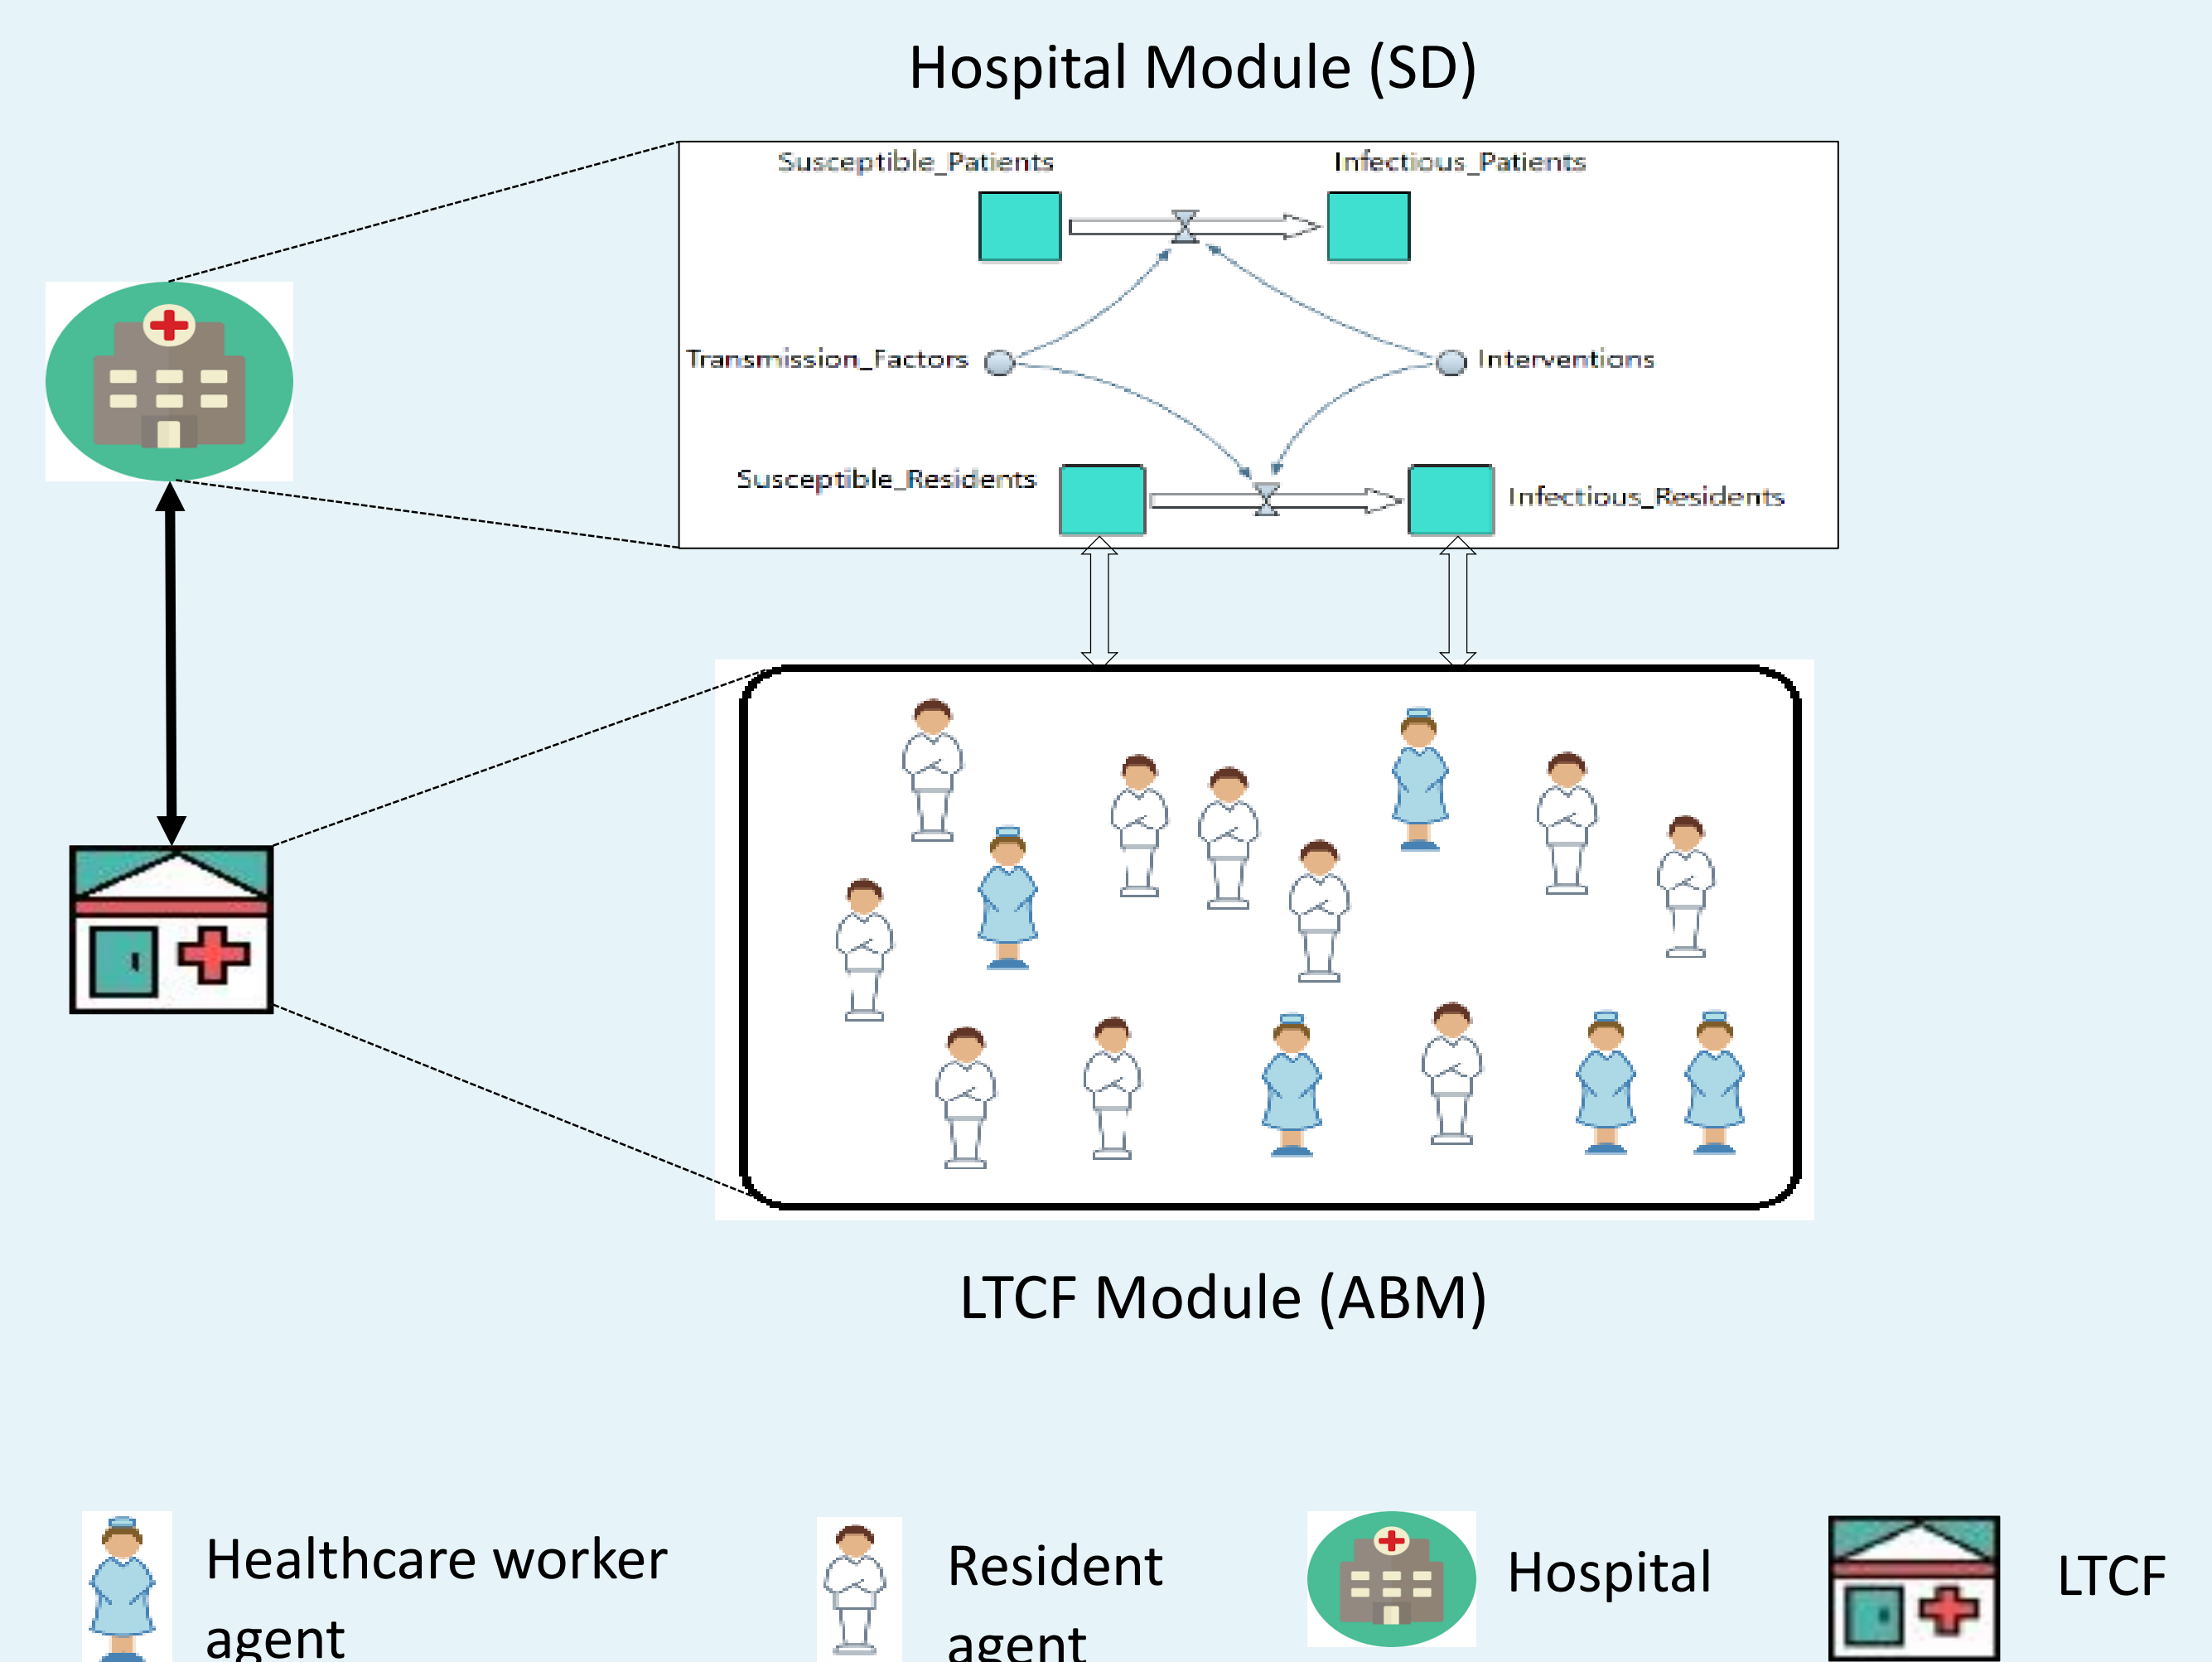 Hospital Module (SD)
Susceptible_Patients
Infectious_Patients
Transmission_Factors
Interventions
Susceptible_Residents
Infectious_Residents
LTCF Module (ABM)
Healthcare worker
agent
Resident
agent
Hospital
LTCF